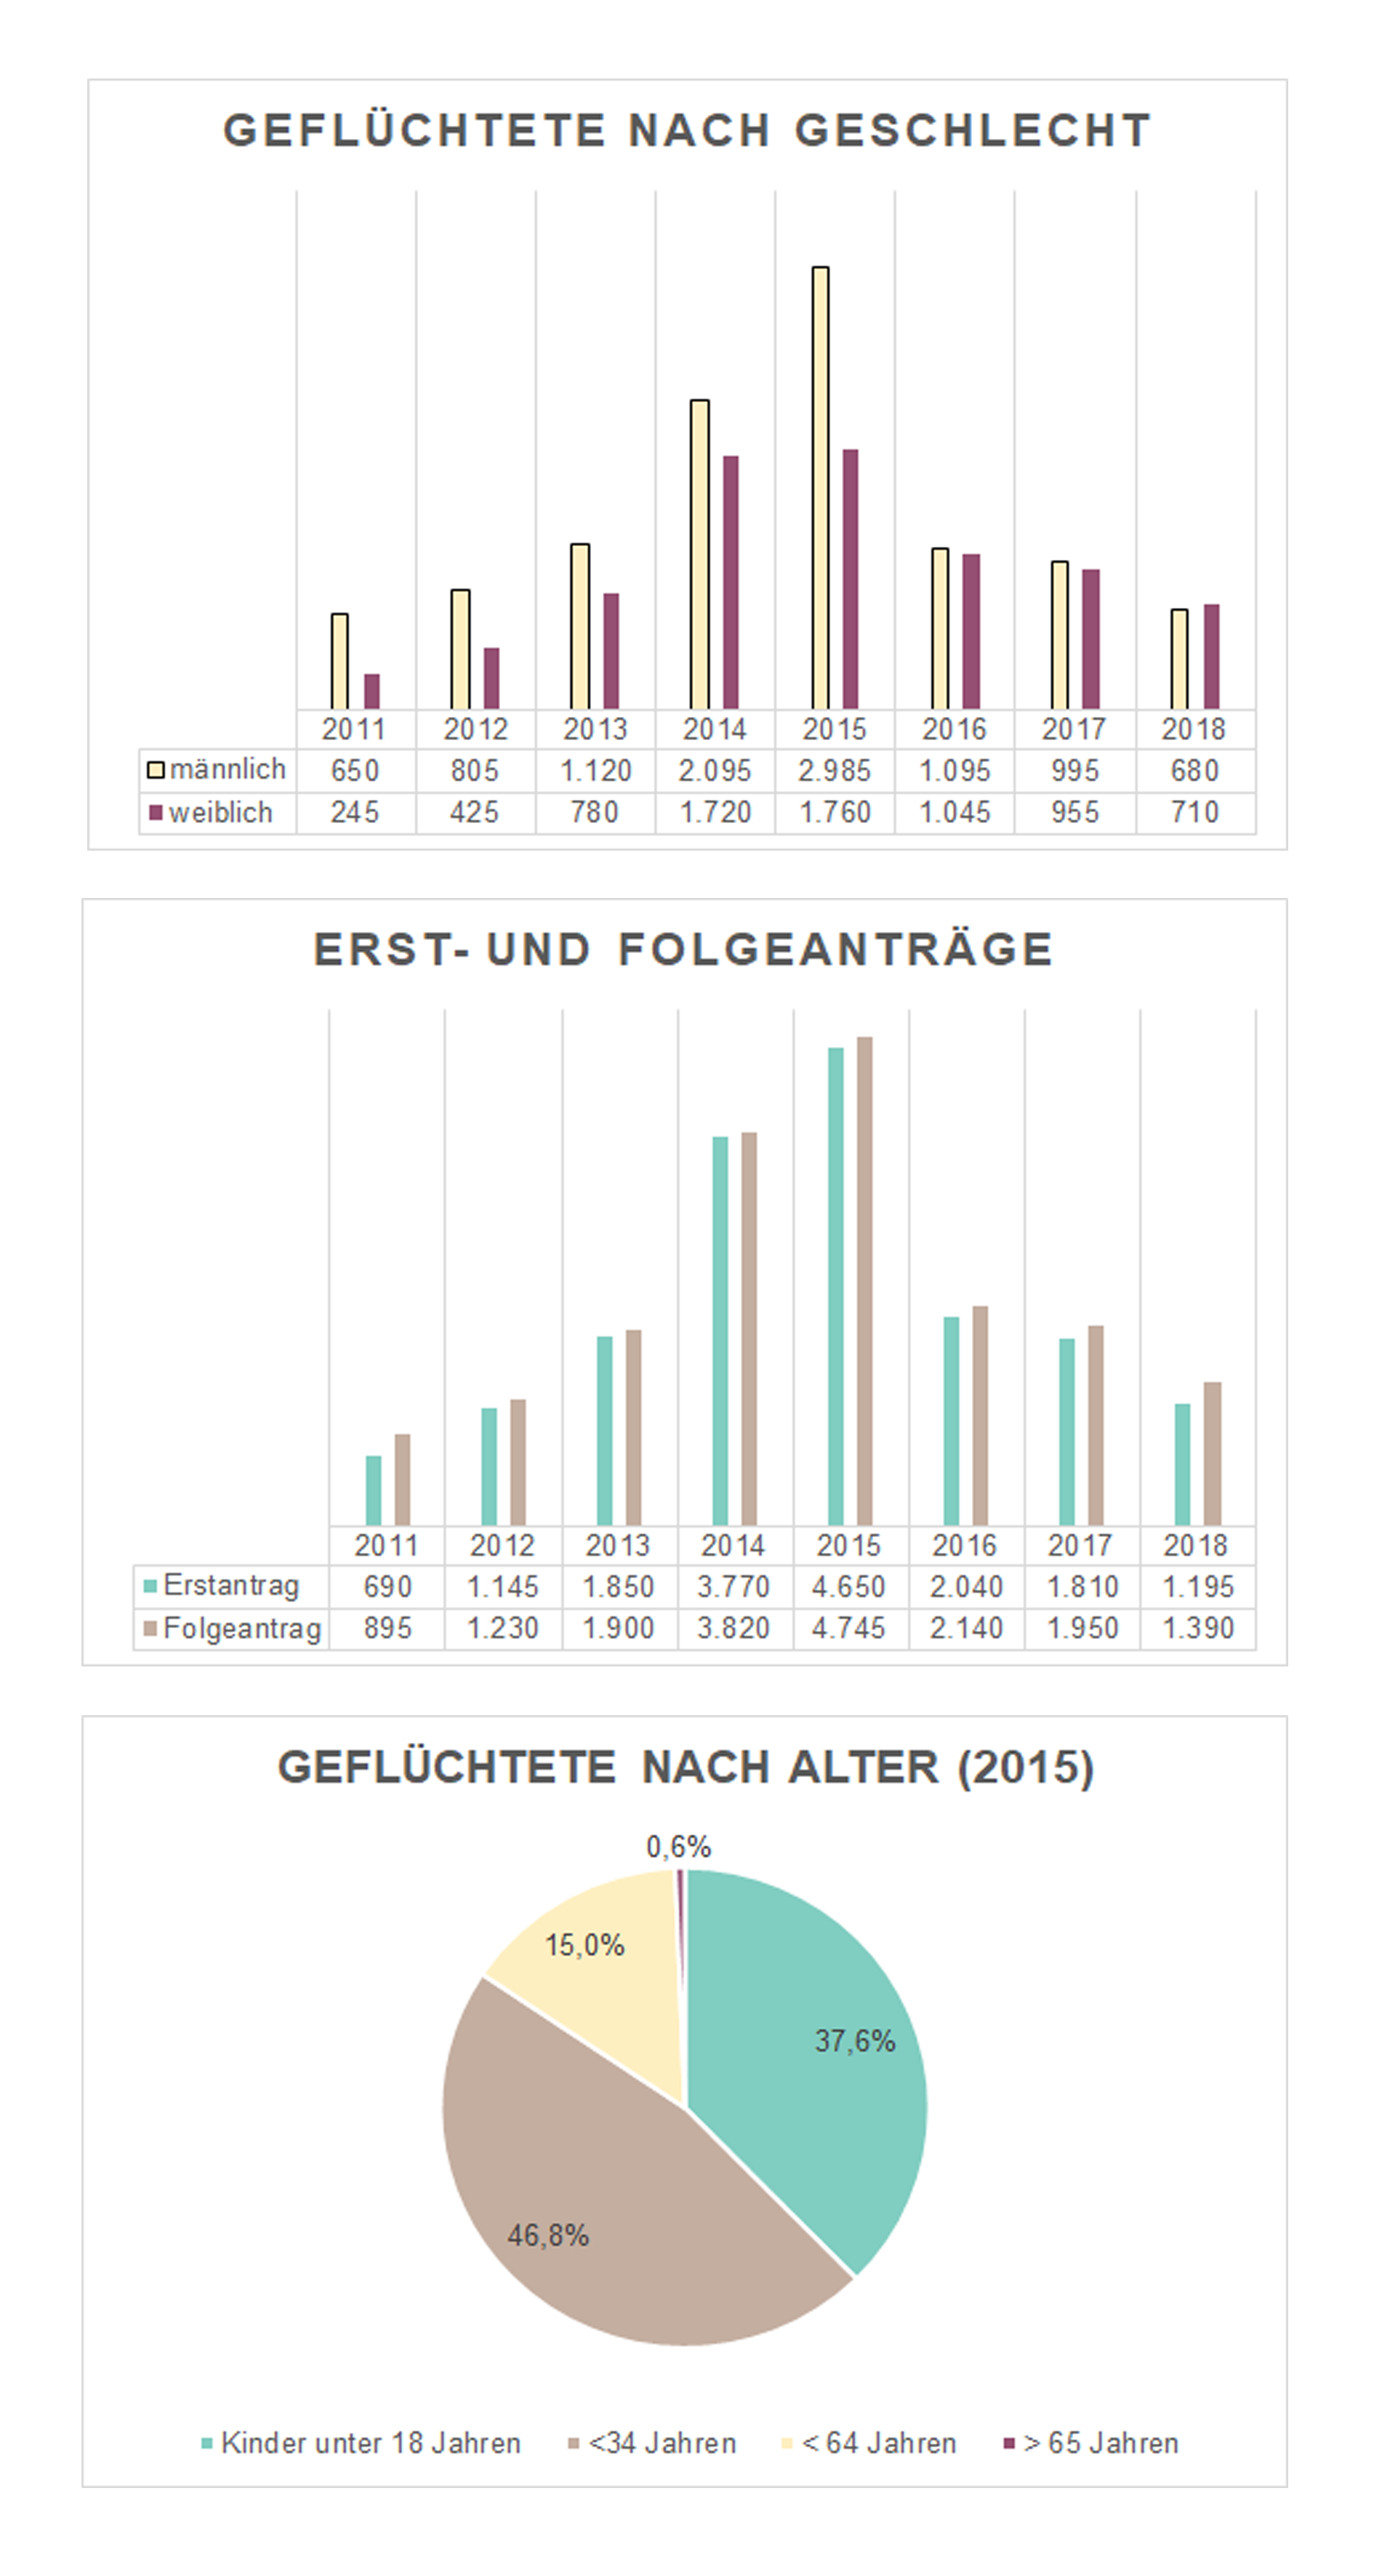 GEFLÜCHTETE NACH GESCHLECHT
2011 2012 2013 2014 2015 2016 2017 2018
männlich 650 805 1.120 2.095 2.985 1.095 995 680
weiblich 245 425 780 1.720 1.760 1.045 955 710
ERST- UND FOLGEANTRÄGE
2011 2012 2013 2014 2015 2016 2017 2018
Erstantrag 690 1.145 1.850 3.770 4.650 2.040 1.810 1.195
Folgeantrag 895 1.230 1.900 3.820 4.745 2.140 1.950 1.390
GEFLÜCHTETE NACH ALTER (2015)
0,6%
15,0%
37,6%
46,8%
Kinder unter 18 Jahren <34 Jahren < 64 Jahren > 65 Jahren